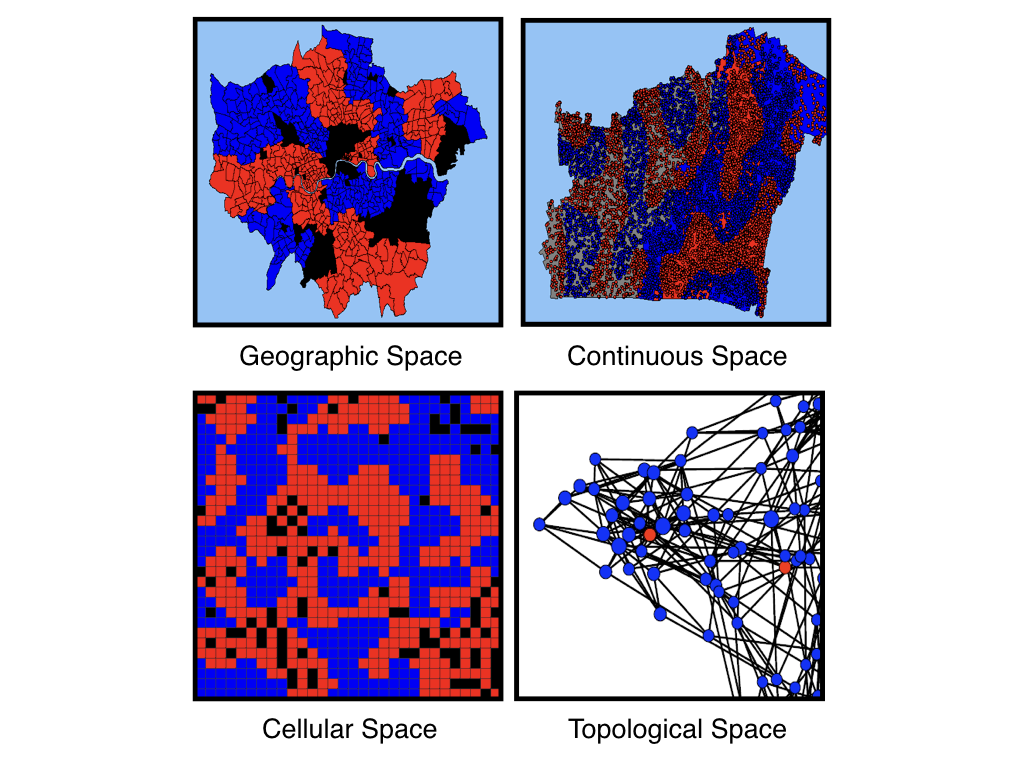 Geographic Space
Continuous Space
Cellular Space
Topological Space